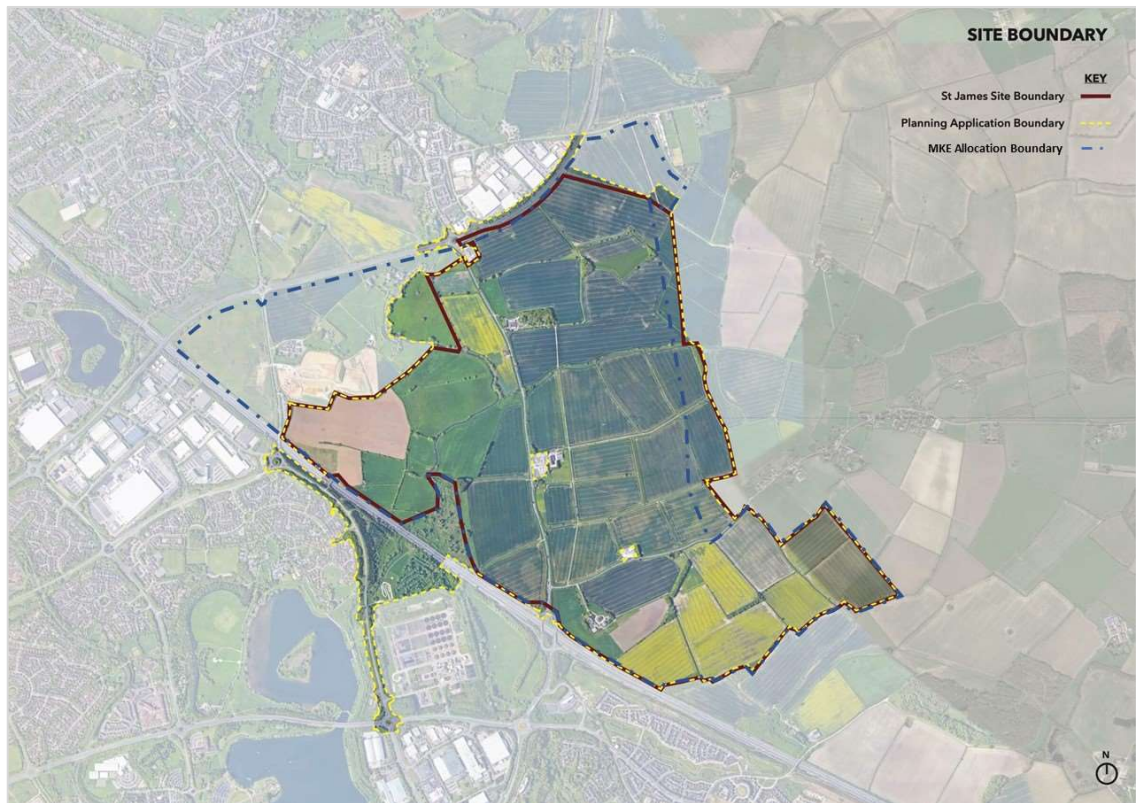 SITE BOUNDARY
KEY
St James Site Boundary
Planning Application Boundary
MKE Allocation Boundary
N